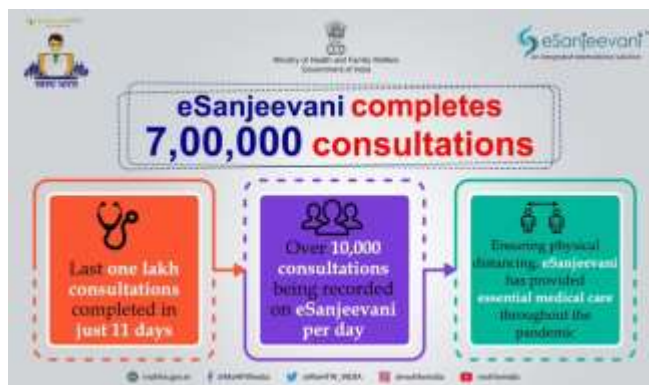 Ministry of Health and Family Welfare
Government of India
eSanjeevani
eSanjeevani completes
7,00,000 consultations
Last one lakh
consultations
completed in
just 11 days
Over 10,000
consultations
being recorded
on eSanjeevani
per day
Ensuring physical
distancing, eSanjeevani
has provided
essential medical care
throughout the
pandemic